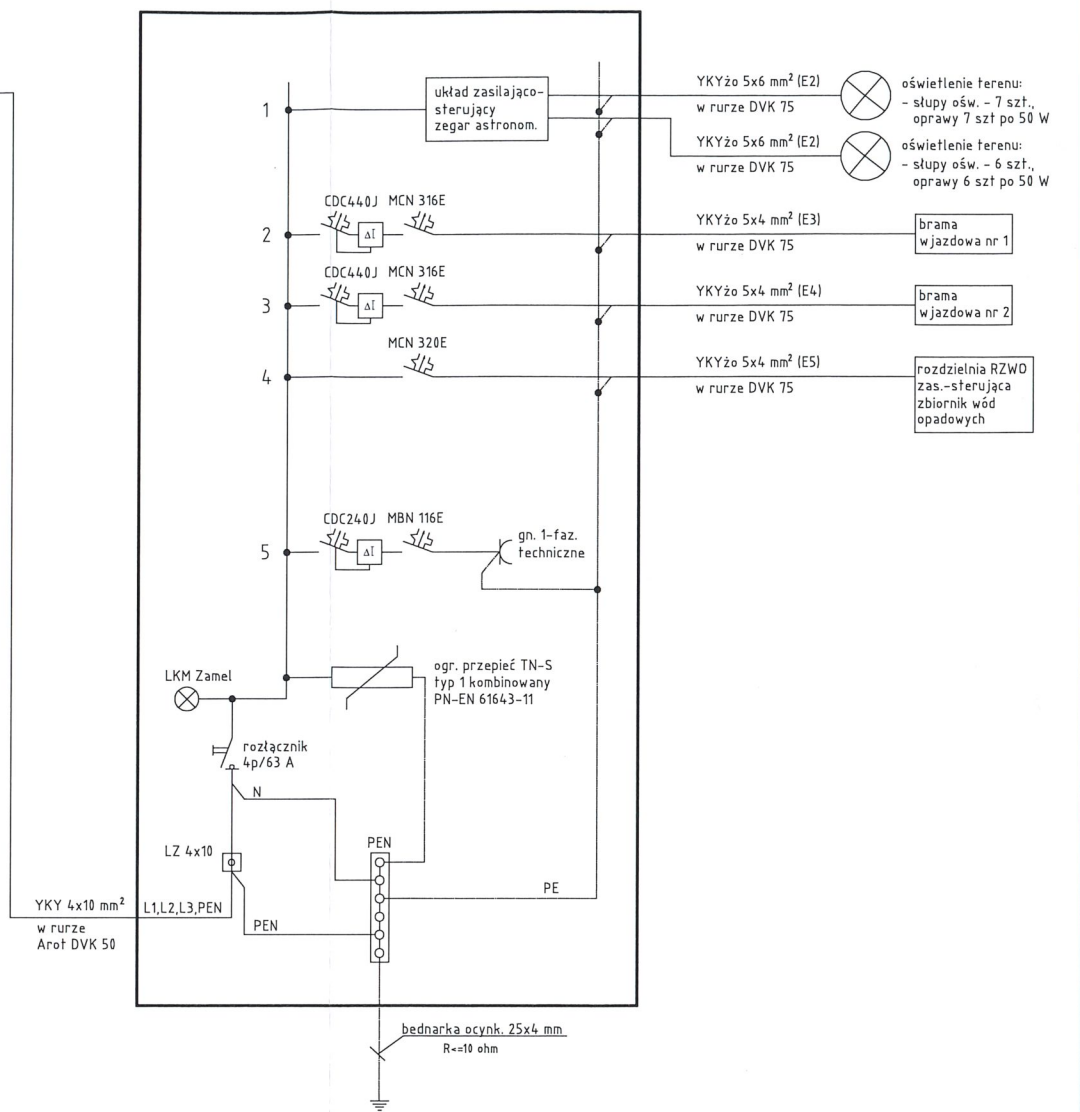 1
układ zasilająco-
sterujący
zegar astronom.
YKYżo 5x6 mm² (E2)
w rurze DVK 75
oświetlenie terenu:
- słupy ośw. - 7 szt.,
oprawy 7 szt po 50 W
YKYżo 5x6 mm² (E2)
w rurze DVK 75
oświetlenie terenu:
- słupy ośw. - 6 szt.,
oprawy 6 szt po 50 W
2
CDC440J MCN 316E
ΔI
YKYżo 5x4 mm² (E3)
w rurze DVK 75
brama
wjazdowa nr 1
3
CDC440J MCN 316E
ΔI
YKYżo 5x4 mm² (E4)
w rurze DVK 75
brama
wjazdowa nr 2
4
MCN 320E
YKYżo 5x4 mm² (E5)
w rurze DVK 75
rozdzielnia RZWO
zas.-sterująca
zbiornik wód
opadowych
5
CDC240J MBN 116E
ΔI
gn. 1-faz.
techniczne
LKM Zamel
ogr. przepieć TN-S
typ 1 kombinowany
PN-EN 61643-11
rozłącznik
4p/63 A
N
PEN
LZ 4x10
PE
YKY 4x10 mm²
w rurze
Arot DVK 50
L1,L2,L3,PEN
PEN
bednarka ocynk. 25x4 mm
R<=10 ohm